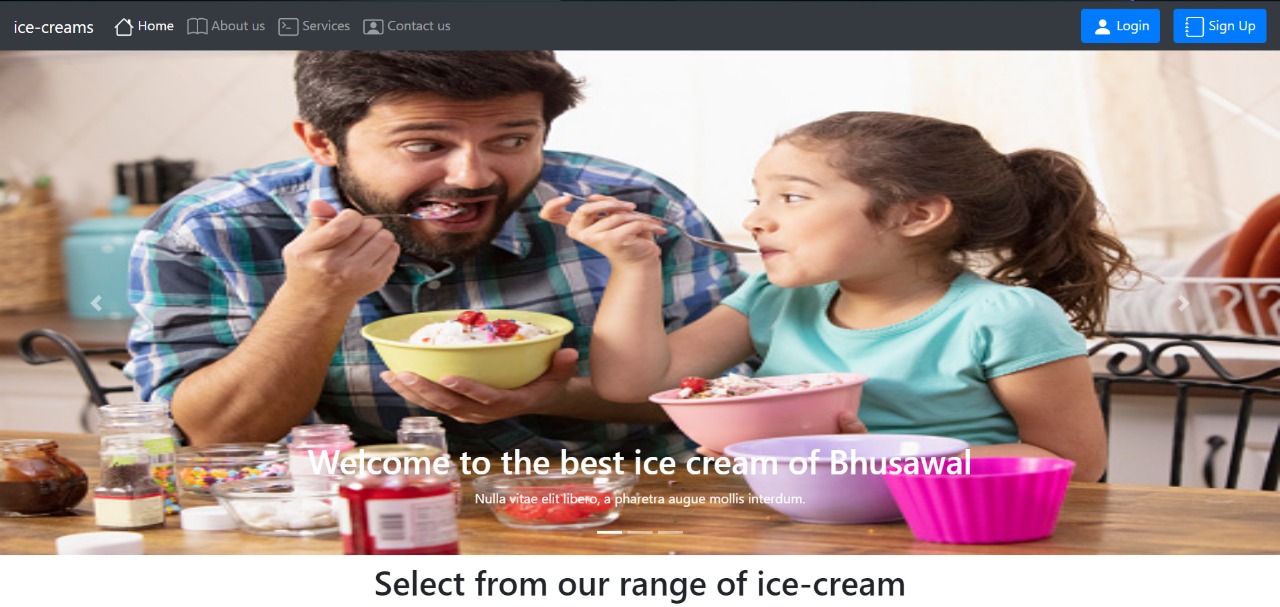 ice-creams Home About us Services Contact us Login Sign Up
Welcome to the best ice cream of Bhusawal
Nulla vitae elit libero, a pharetra augue mollis interdum.
Select from our range of ice-cream